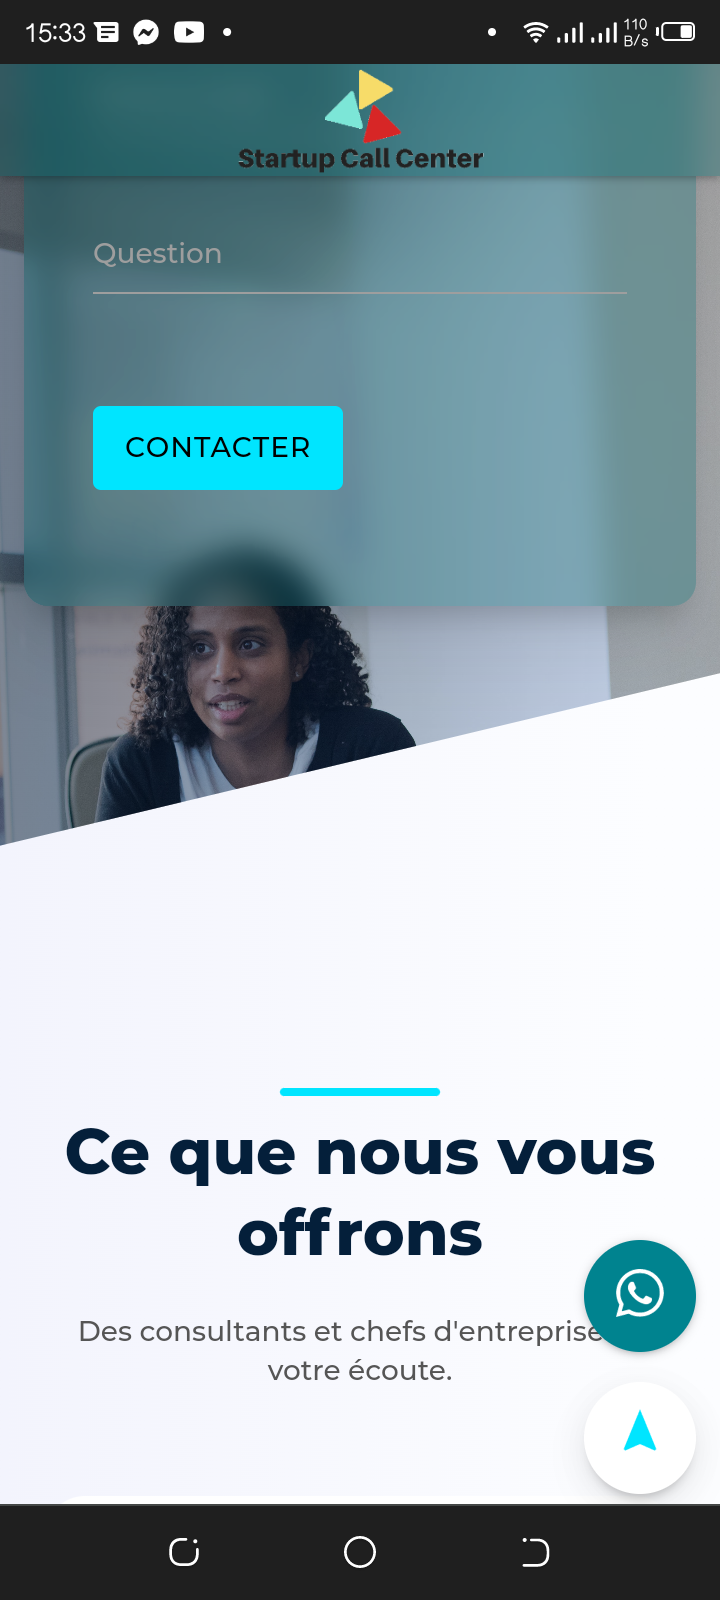 15:33
110
B/s
Startup Call Center
Question
CONTACTER
Ce que nous vous
offrons
Des consultants et chefs d'entreprise
votre écoute.